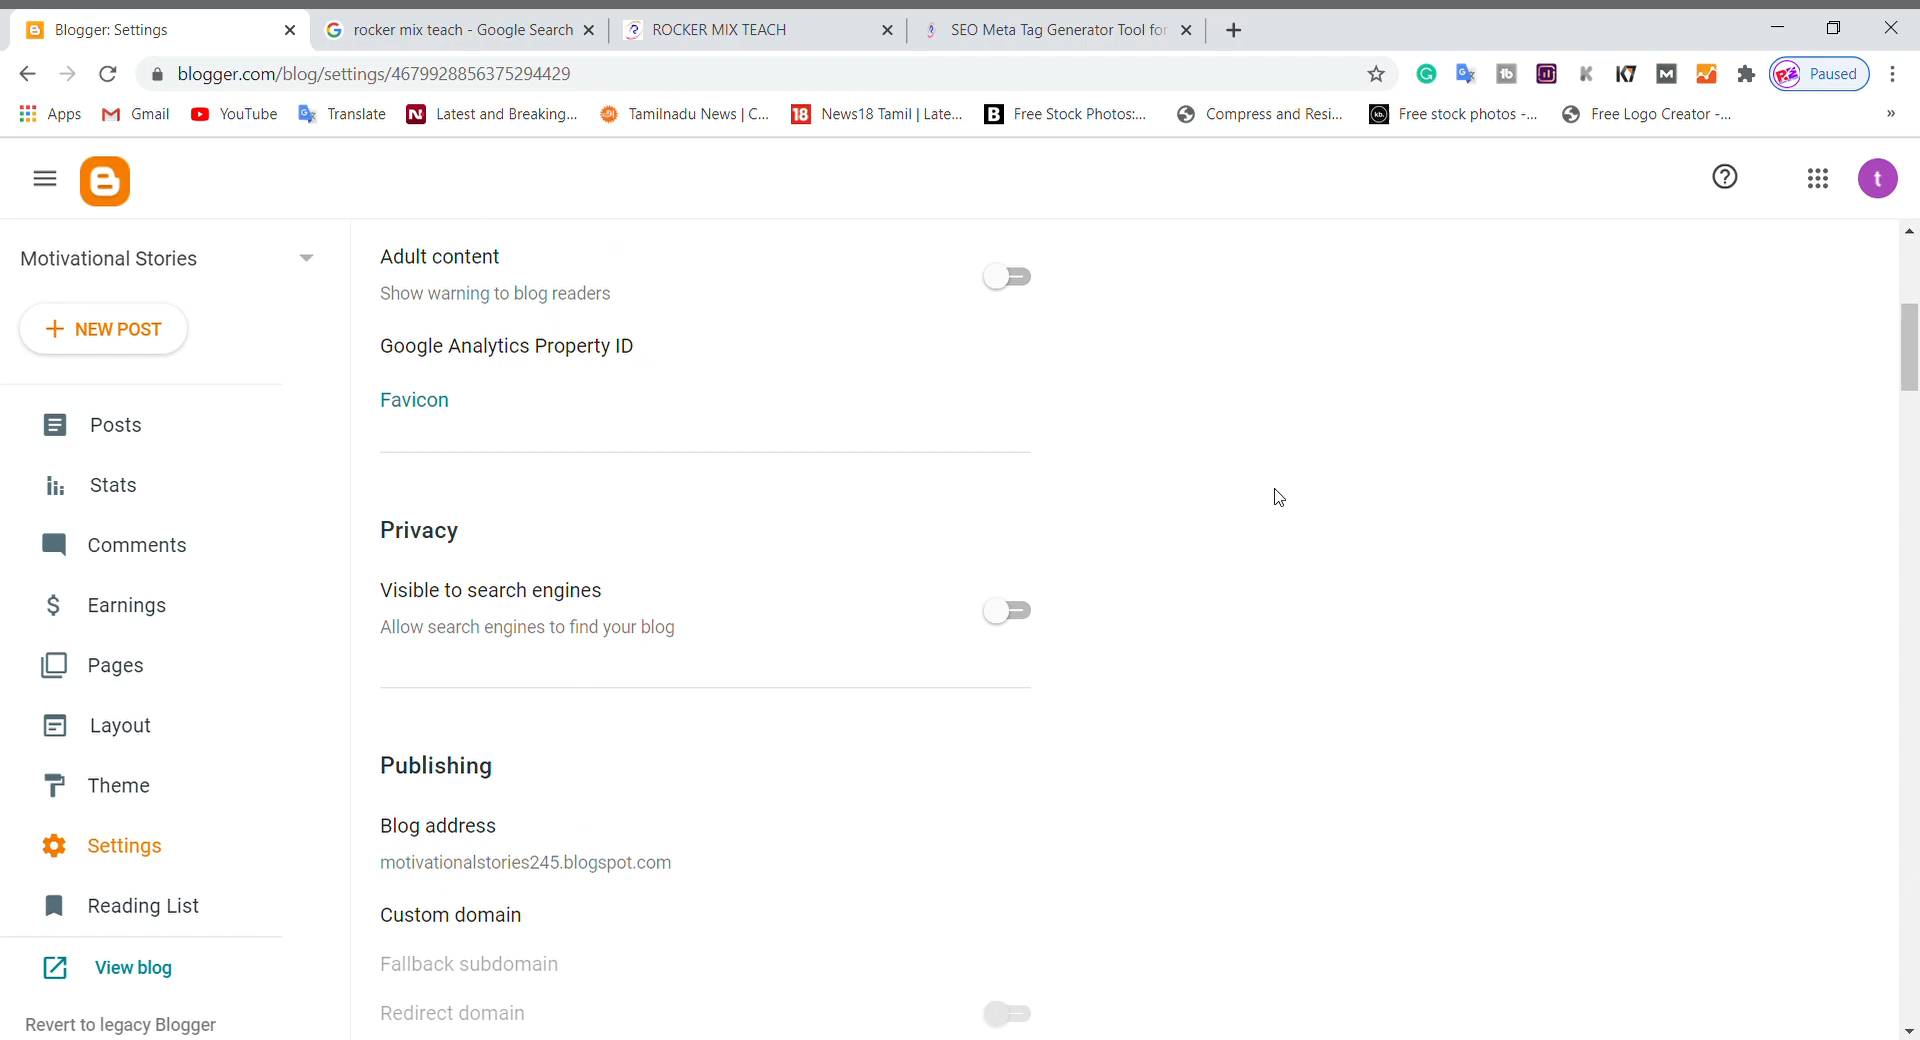 Blogger: Settings
rocker mix teach - Google Search
ROCKER MIX TEACH
SEO Meta Tag Generator Tool for
blogger.com/blog/settings/4679928856375294429
Paused
Apps
Gmail
YouTube
Translate
Latest and Breaking...
Tamilnadu News | C...
News18 Tamil | Late...
Free Stock Photos:...
Compress and Resi...
Free stock photos -...
Free Logo Creator -...
t
Motivational Stories
NEW POST
Posts
Stats
Comments
Earnings
Pages
Layout
Theme
Settings
Reading List
View blog
Revert to legacy Blogger
Adult content
Show warning to blog readers
Google Analytics Property ID
Favicon
Privacy
Visible to search engines
Allow search engines to find your blog
Publishing
Blog address
motivationalstories245.blogspot.com
Custom domain
Fallback subdomain
Redirect domain